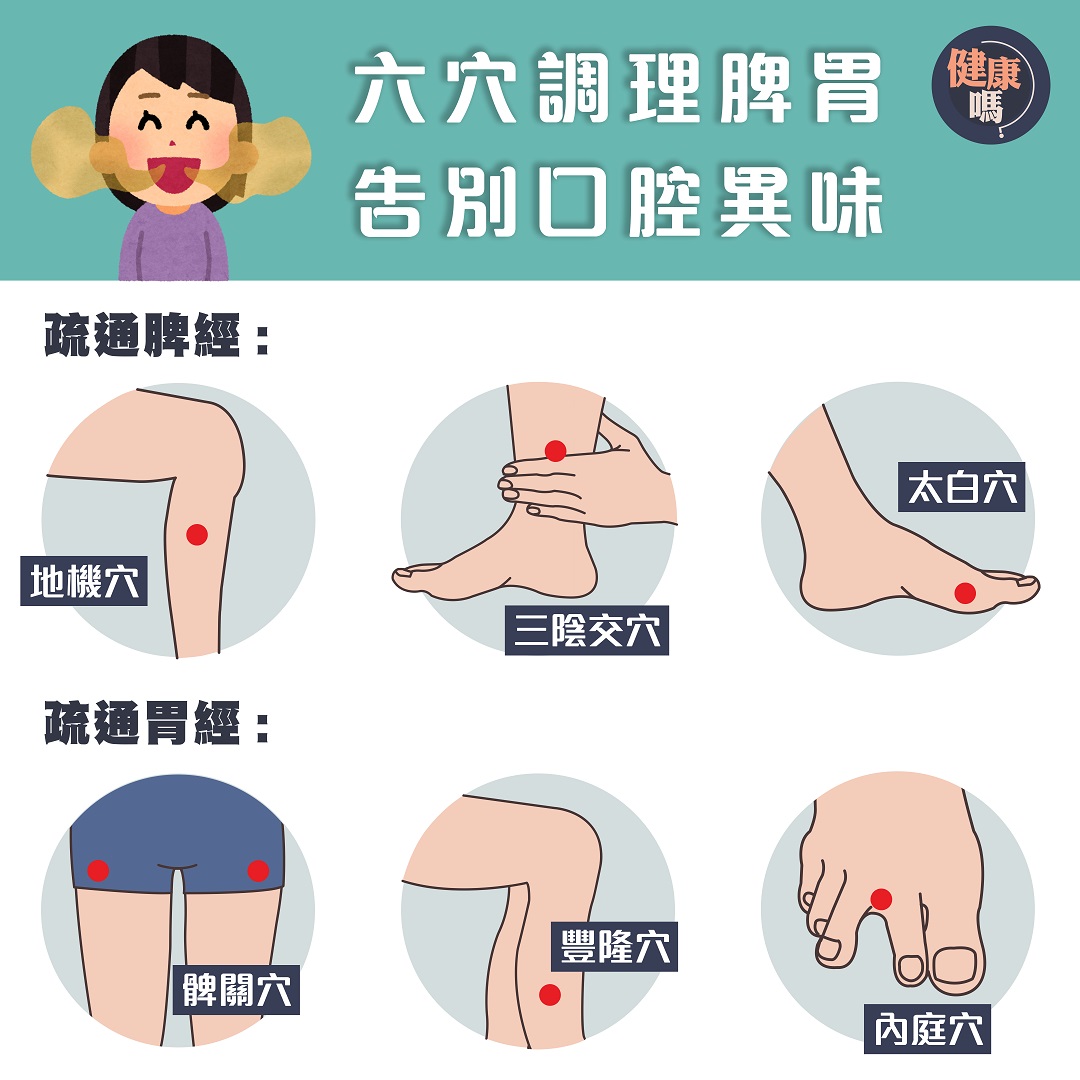 六穴調理脾胃
告別口腔異味
健康
嗎
疏通脾經：
地機穴
三陰交穴
太白穴
疏通胃經：
髀關穴
豐隆穴
內庭穴